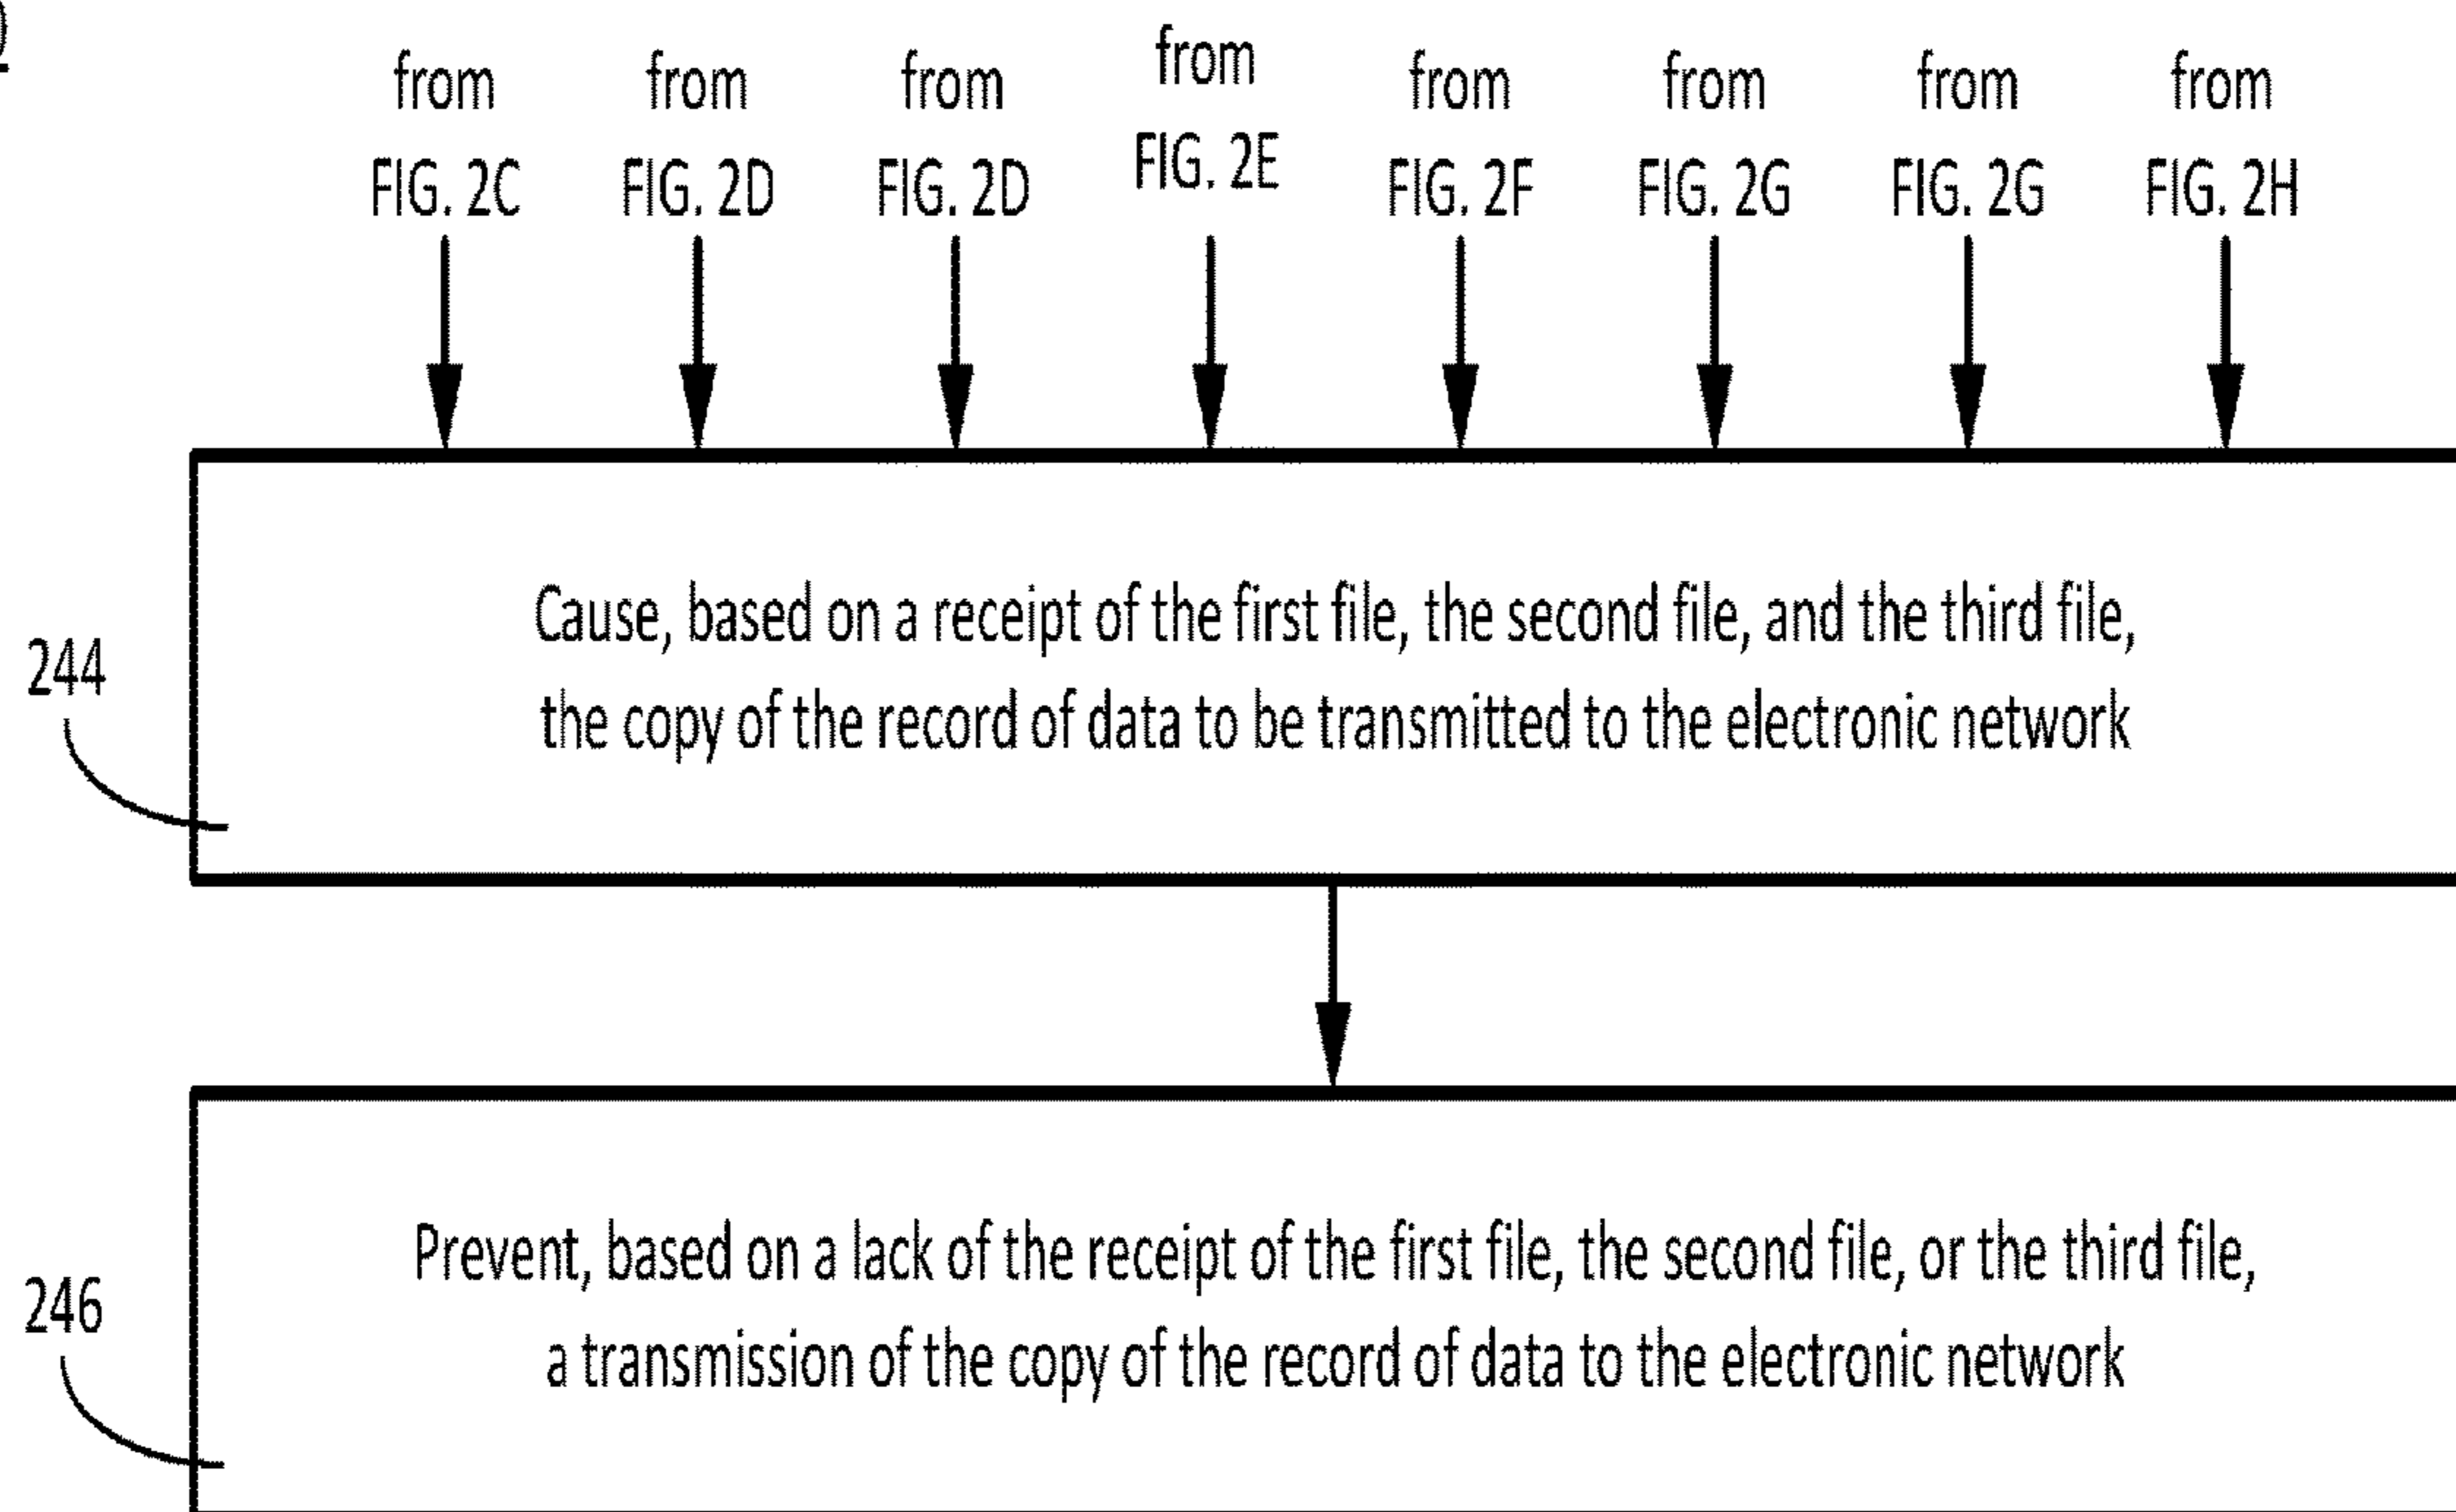 from from from from from from from from
FIG. 2C FIG. 2D FIG. 2D FIG. 2E FIG. 2F FIG. 2G FIG. 2G FIG. 2H
244
Cause, based on a receipt of the first file, the second file, and the third file,
the copy of the record of data to be transmitted to the electronic network
246
Prevent, based on a lack of the receipt of the first file, the second file, or the third file,
a transmission of the copy of the record of data to the electronic network